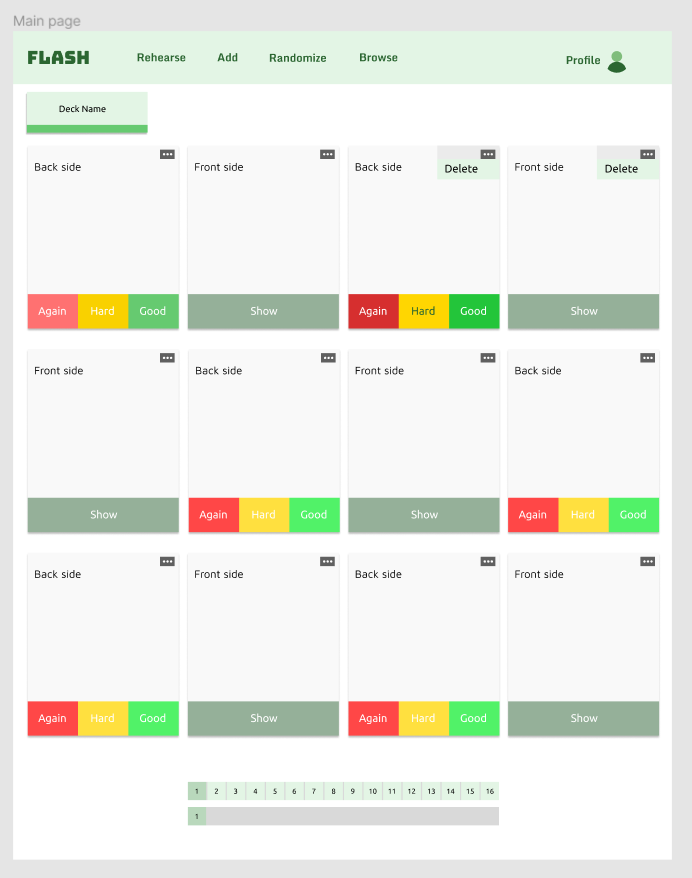 Main page
FLASH Rehearse Add Randomize Browse Profile
Deck Name
Back side Front side Back side Delete Front side Delete
Again Hard Good Show Again Hard Good Show
Front side Back side Front side Back side
Show Again Hard Good Show Again Hard Good
Back side Front side Back side Front side
Again Hard Good Show Again Hard Good Show
1 2 3 4 5 6 7 8 9 10 11 12 13 14 15 16
1